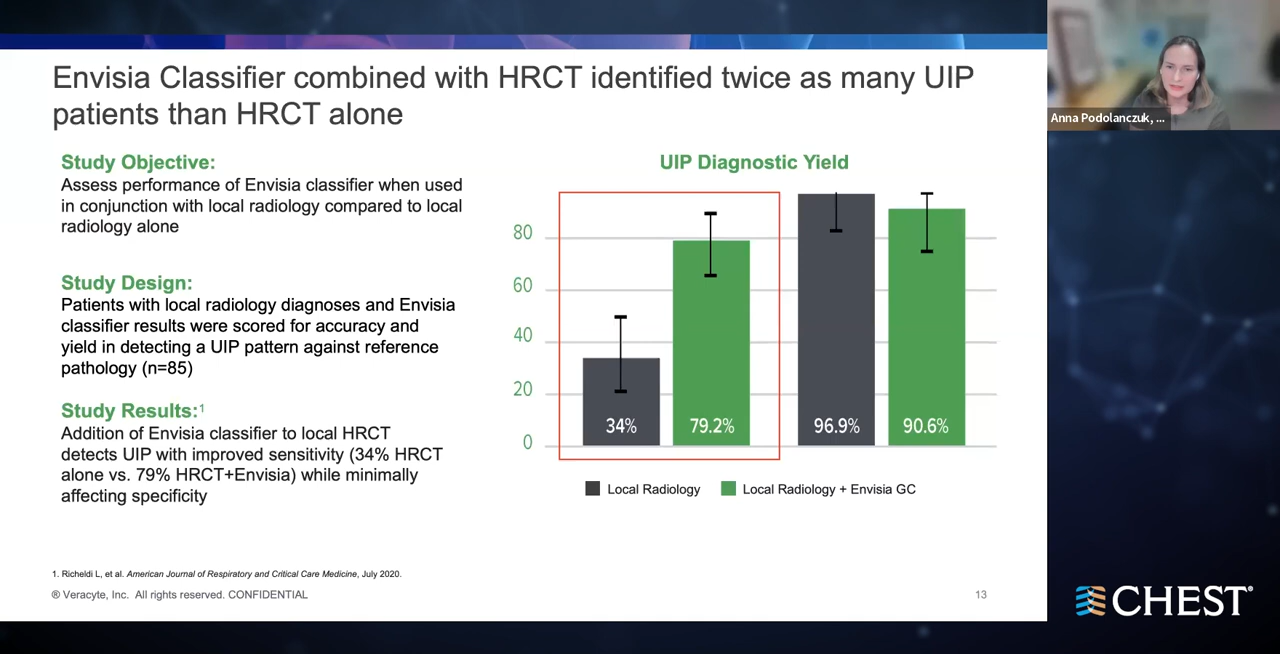 Envisia Classifier combined with HRCT identified twice as many UIP
patients than HRCT alone
Anna Podolanczuk, ...
Study Objective:
Assess performance of Envisia classifier when used
in conjunction with local radiology compared to local
radiology alone
Study Design:
Patients with local radiology diagnoses and Envisia
classifier results were scored for accuracy and
yield in detecting a UIP pattern against reference
pathology (n=85)
Study Results:1
Addition of Envisia classifier to local HRCT
detects UIP with improved sensitivity (34% HRCT
alone vs. 79% HRCT+Envisia) while minimally
affecting specificity
UIP Diagnostic Yield
80
60
40
20
0
34% 79.2% 96.9% 90.6%
Local Radiology Local Radiology + Envisia GC
1. Richeldi L, et al. American Journal of Respiratory and Critical Care Medicine, July 2020.
® Veracyte, Inc. All rights reserved. CONFIDENTIAL
13
CHEST®